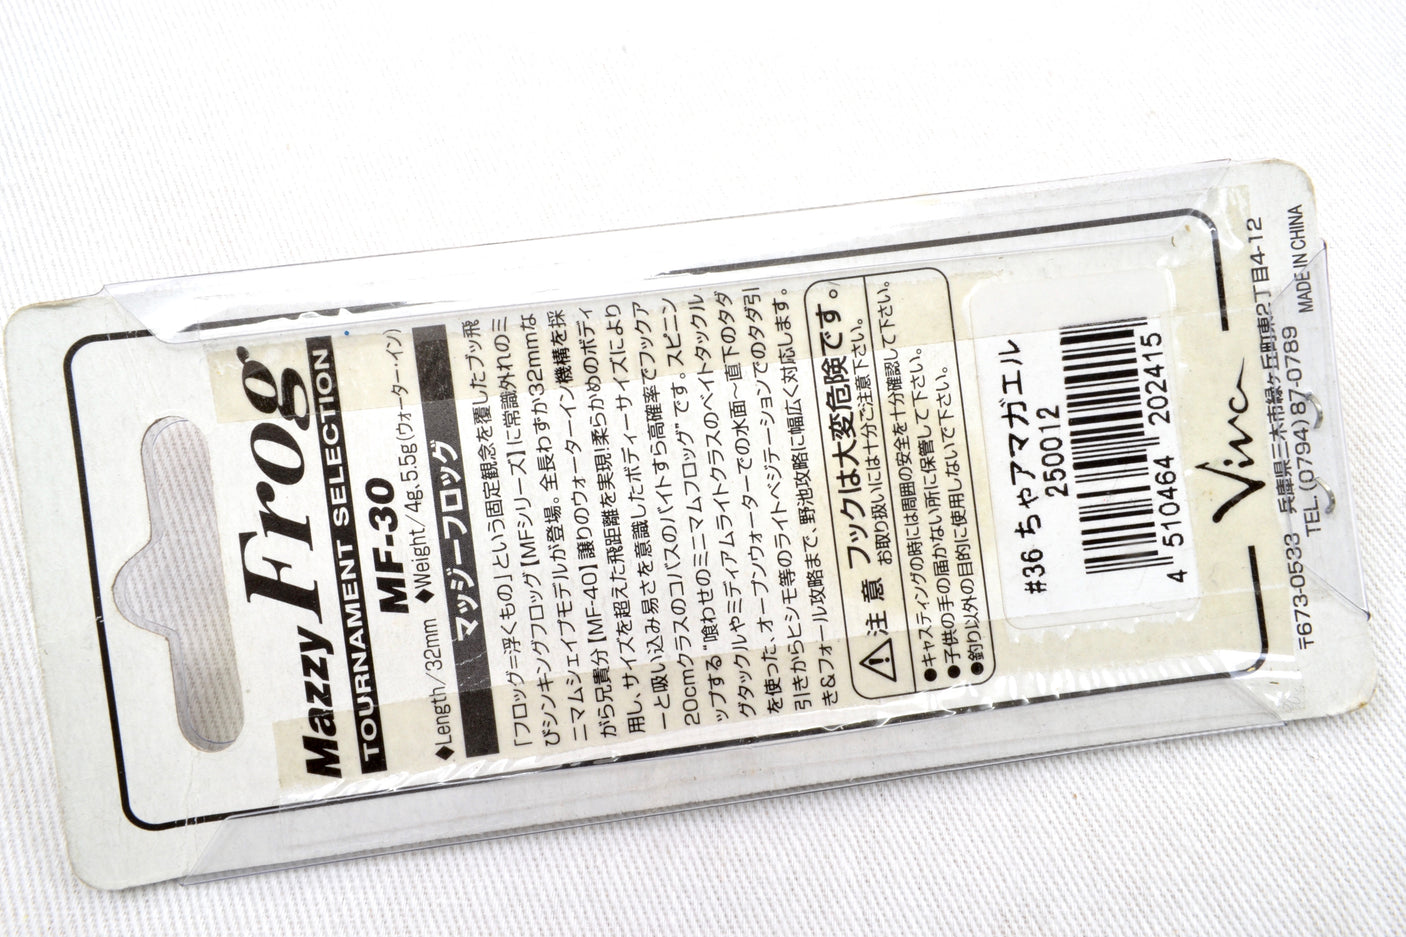 Mazzy Frog
TOURNAMENT SELECTION
MF-30
◆Length/32mm ◆Weight/4g,5.5g(ウォーター・イン)
マッジーフロッグ
「フロッグ=浮くもの」という固定観念を覆したブッ飛
びシンキングフロッグ【MFシリーズ】に常識外れのミ
ニマムシェイプモデルが登場。全長わずか32mmな
がら兄貴分【MF-40】譲りのウォーターイン機構を採
用し、サイズを超えた飛距離を実現!柔らかめのボディ
ーと吸い込み易さを意識したボディーサイズにより
20cmクラスのコバスのバイトすら高確率でフックア
ップする"喰わせのミニマムフロッグ"です。スピニン
グタックルやミディアムライトクラスのベイトタックル
を使った、オープンウォーターでの水面~直下のタダ
引きからヒシモ等のライトベジテーションでのタダ引
き&フォール攻略まで、野池攻略に幅広く対応します。
注意 フックは大変危険です。
お取り扱いには十分ご注意下さい。
●キャスティングの時には周囲の安全を十分確認して下さい。
●子供の手の届かない所に保管して下さい。
●釣り以外の目的に使用しないで下さい。
#36 ちゃアマガエル
250012
4 510464 202415
Viva
〒673-0533 兵庫県三木市緑ヶ丘町東2丁目4-12
TEL.(0794)87-0789 MADE IN CHINA